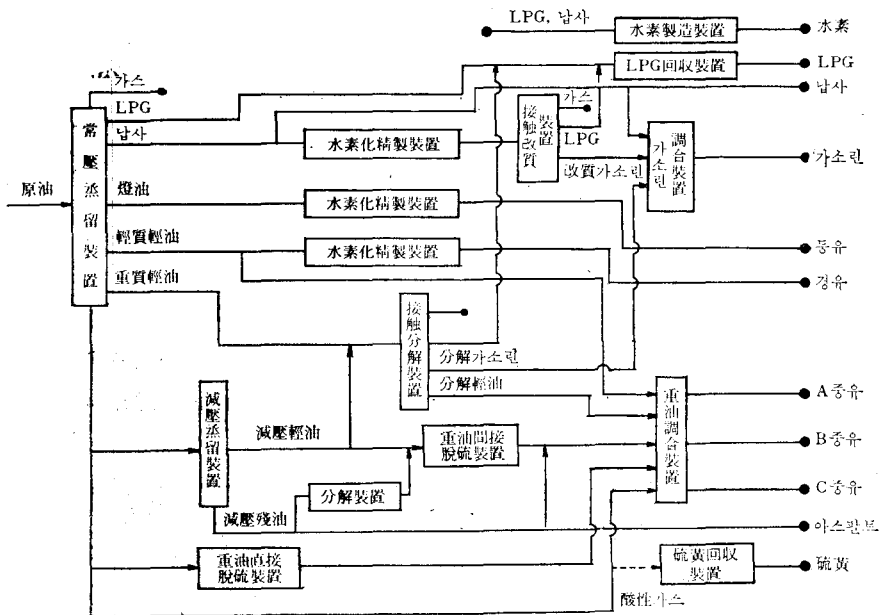 LPG, 납사
水素製造裝置
水素
LPG回収裝置
LPG
가스
LPG
납사
납사
常壓蒸留裝置
原油
水素化精製裝置
接触改質裝置
가스
LPG
改質가소린
가소린調合裝置
가소린
燈油
水素化精製裝置
등유
輕質輕油
水素化精製裝置
경유
重質輕油
接触分解裝置
分解가소린
分解輕油
減壓蒸留裝置
減壓輕油
重油間接
脱硫裝置
重油調合裝置
A중유
B중유
C중유
分解裝置
減壓殘油
아스팔트
重油直接
脱硫裝置
硫黃回収
裝置
硫黃
酸性가스